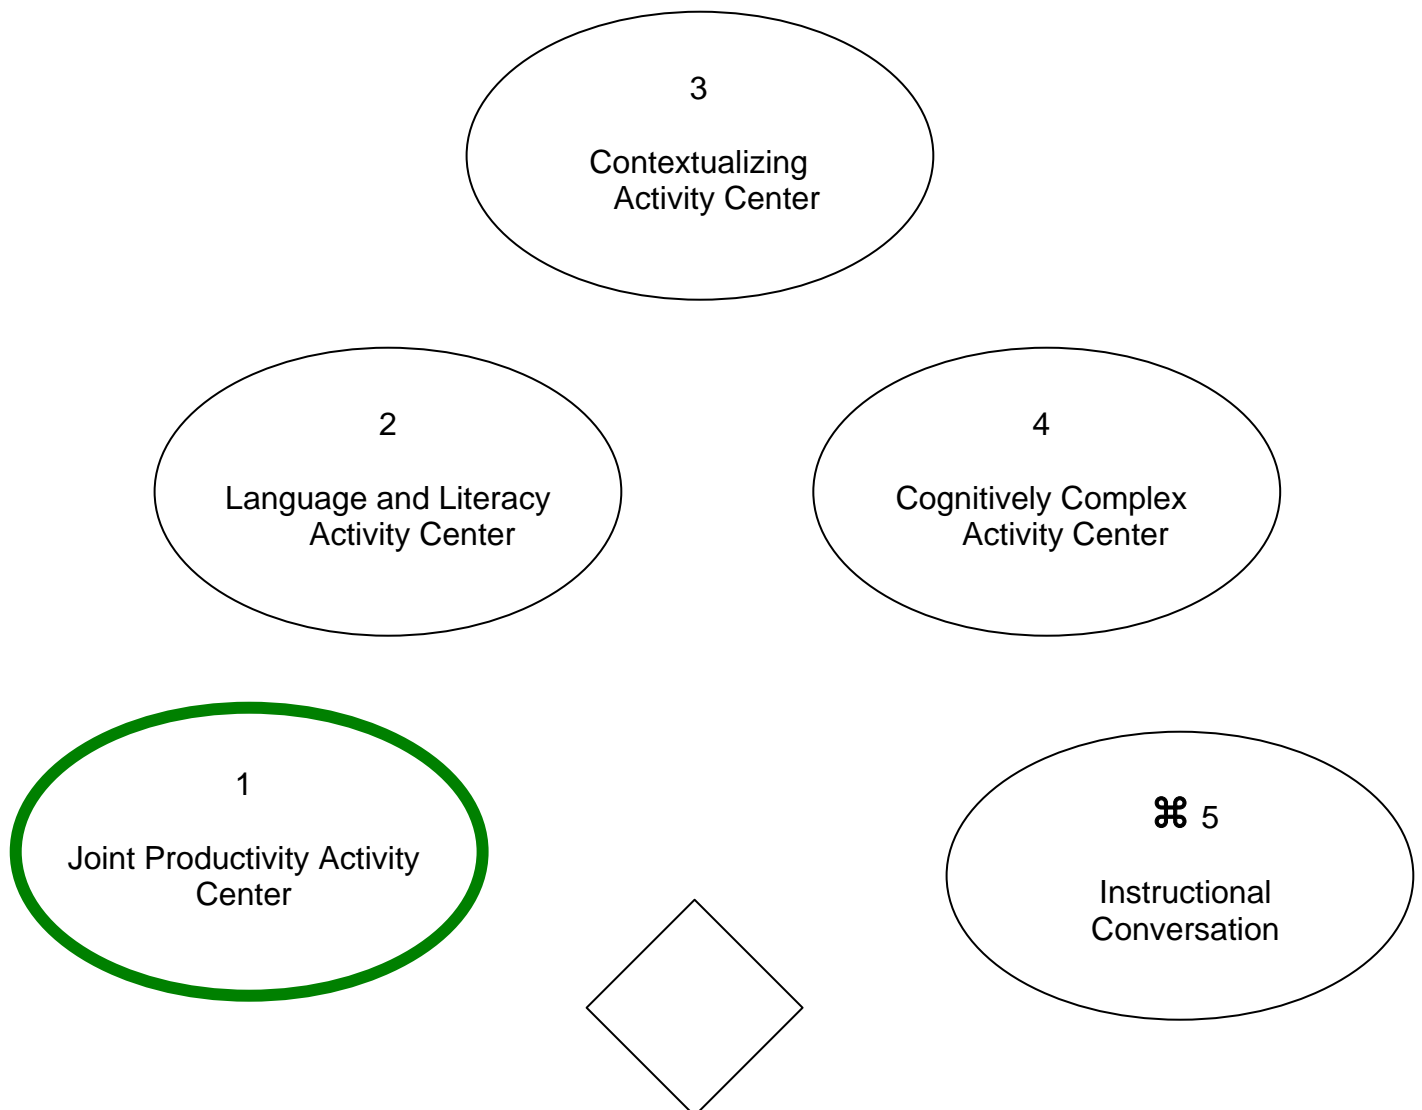 3
Contextualizing
Activity Center
2
Language and Literacy
Activity Center
4
Cognitively Complex
Activity Center
1
Joint Productivity Activity
Center
⌘ 5
Instructional
Conversation